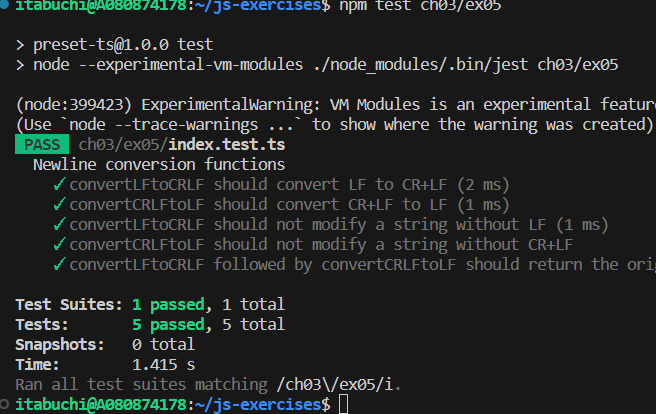 itabuchi@A080874178:~/js-exercises$ npm test ch03/ex05
> preset-ts@1.0.0 test
> node --experimental-vm-modules ./node_modules/.bin/jest ch03/ex05
(node:399423) ExperimentalWarning: VM Modules is an experimental featur
(Use `node --trace-warnings ...` to show where the warning was created)
PASS ch03/ex05/index.test.ts
Newline conversion functions
✓ convertLFtoCRLF should convert LF to CR+LF (2 ms)
✓ convertCRLFtoLF should convert CR+LF to LF (1 ms)
✓ convertLFtoCRLF should not modify a string without LF (1 ms)
✓ convertCRLFtoLF should not modify a string without CR+LF
✓ convertLFtoCRLF followed by convertCRLFtoLF should return the ori
Test Suites: 1 passed, 1 total
Tests: 5 passed, 5 total
Snapshots: 0 total
Time: 1.415 s
Ran all test suites matching /ch03\/ex05/i.
itabuchi@A080874178:~/js-exercises$